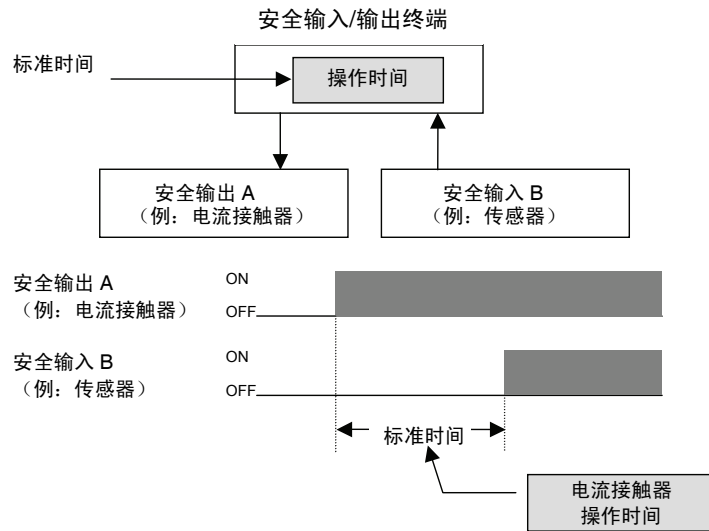 安全输入/输出终端
标准时间
操作时间
安全输出 A
（例：电流接触器）
安全输入 B
（例：传感器）
安全输出 A
（例：电流接触器）
ON
OFF
安全输入 B
（例：传感器）
ON
OFF
标准时间
电流接触器
操作时间